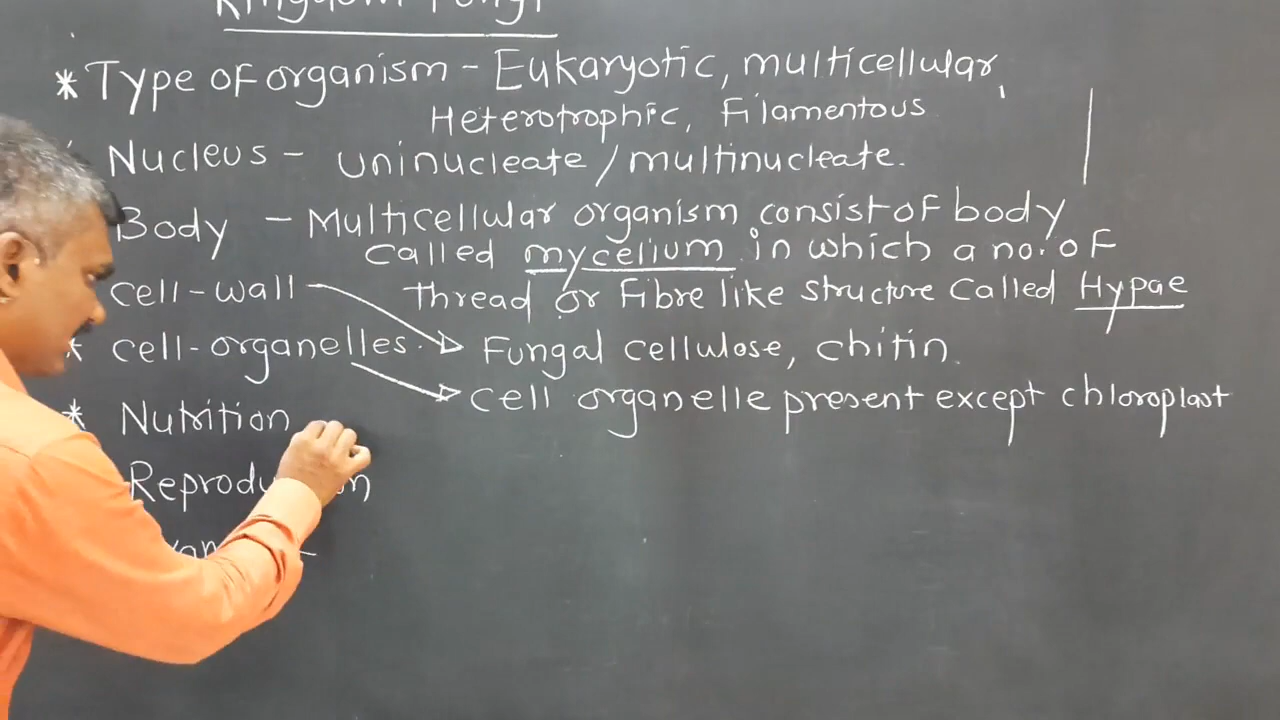 Kingdom Fungi
* Type of organism - Eukaryotic, multicellular,
Heterotrophic, Filamentous
Nucleus - uninucleate / multinucleate.
Body - Multicellular organism consist of body
called mycelium in which a no. of
thread or Fibre like structure called Hypae
cell-wall
cell-organelles. Fungal cellulose, chitin.
cell organelle present except chloroplast
* Nutrition